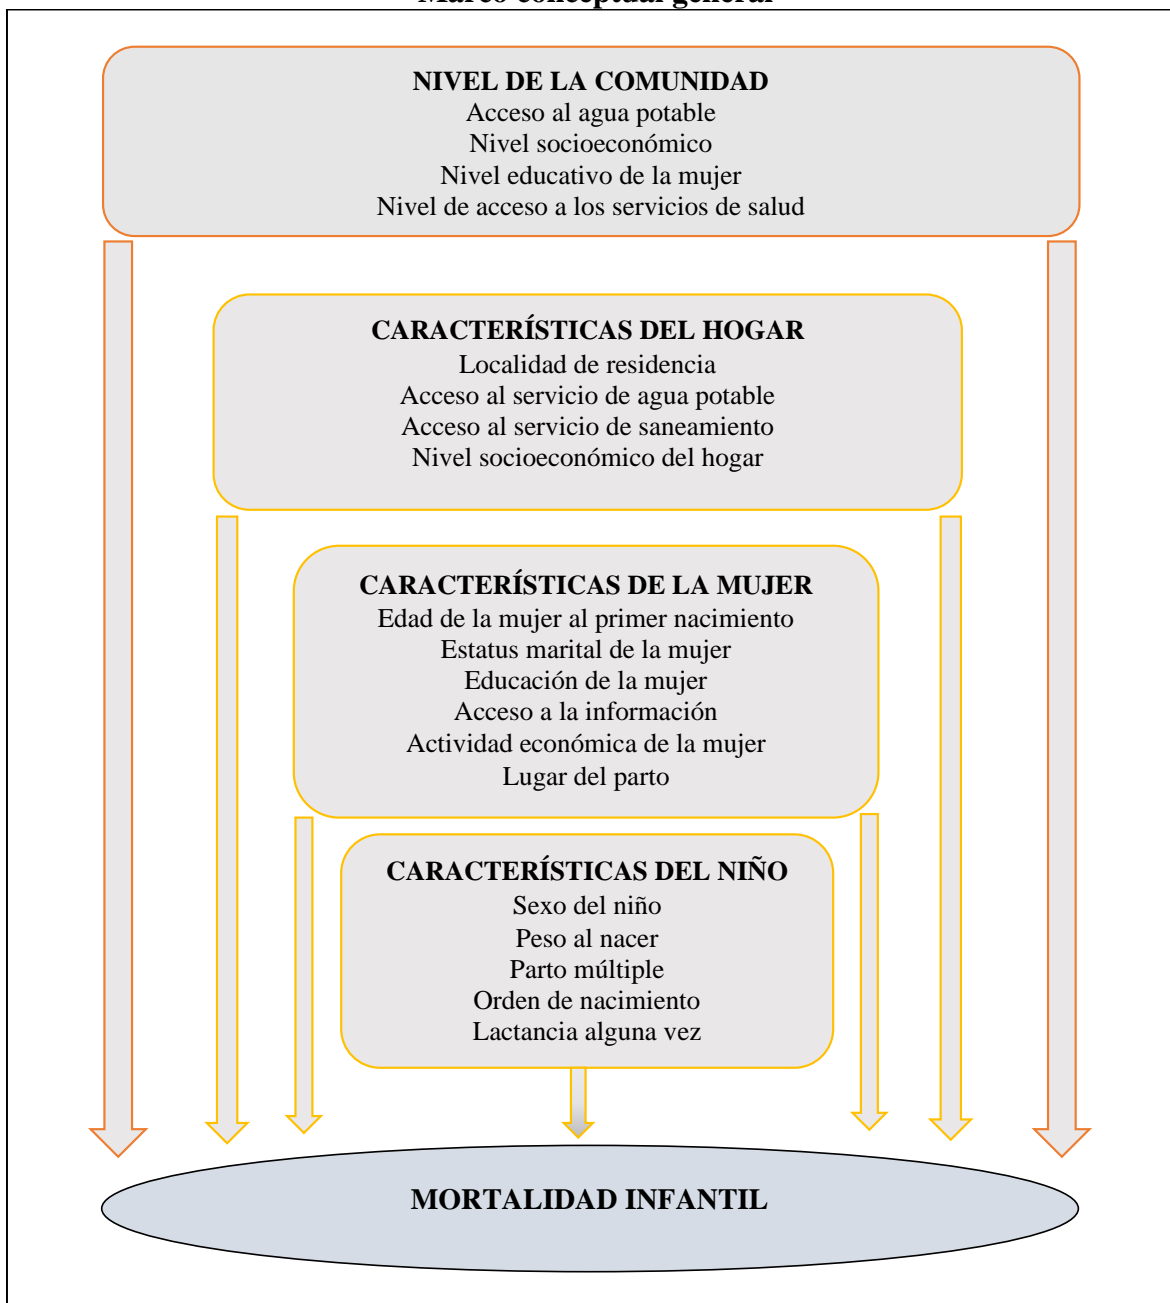 Marco conceptual general
NIVEL DE LA COMUNIDAD
Acceso al agua potable
Nivel socioeconómico
Nivel educativo de la mujer
Nivel de acceso a los servicios de salud
CARACTERÍSTICAS DEL HOGAR
Localidad de residencia
Acceso al servicio de agua potable
Acceso al servicio de saneamiento
Nivel socioeconómico del hogar
CARACTERÍSTICAS DE LA MUJER
Edad de la mujer al primer nacimiento
Estatus marital de la mujer
Educación de la mujer
Acceso a la información
Actividad económica de la mujer
Lugar del parto
CARACTERÍSTICAS DEL NIÑO
Sexo del niño
Peso al nacer
Parto múltiple
Orden de nacimiento
Lactancia alguna vez
MORTALIDAD INFANTIL